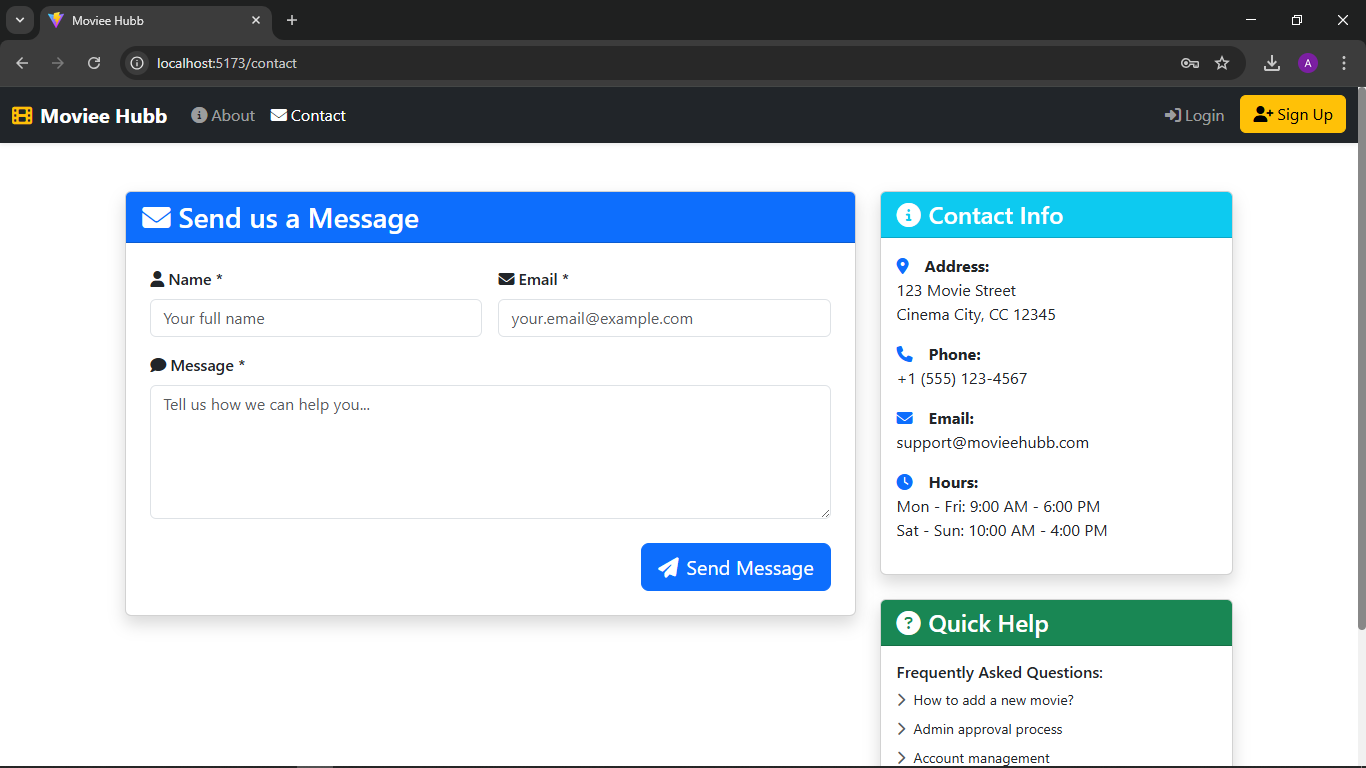 Moviee Hubb
localhost:5173/contact
A
Moviee Hubb
About
Contact
Login
Sign Up
Send us a Message
Name *
Email *
Your full name
your.email@example.com
Message *
Tell us how we can help you...
Send Message
Contact Info
Address:
123 Movie Street
Cinema City, CC 12345
Phone:
+1 (555) 123-4567
Email:
support@movieehubb.com
Hours:
Mon - Fri: 9:00 AM - 6:00 PM
Sat - Sun: 10:00 AM - 4:00 PM
Quick Help
Frequently Asked Questions:
How to add a new movie?
Admin approval process
Account management